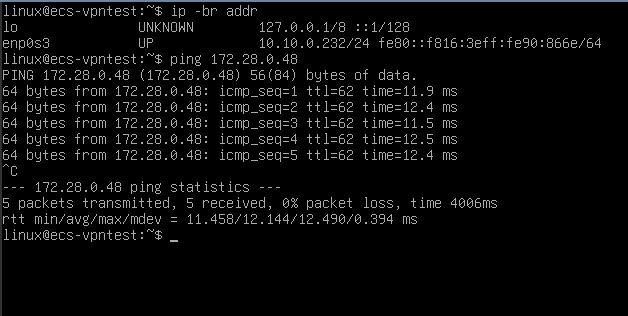 linux@ecs-vpntest:~$ ip -br addr
lo               UNKNOWN        127.0.0.1/8 ::1/128
enp0s3           UP             10.10.0.232/24 fe80::f816:3eff:fe90:866e/64
linux@ecs-vpntest:~$ ping 172.28.0.48
PING 172.28.0.48 (172.28.0.48) 56(84) bytes of data.
64 bytes from 172.28.0.48: icmp_seq=1 ttl=62 time=11.9 ms
64 bytes from 172.28.0.48: icmp_seq=2 ttl=62 time=12.4 ms
64 bytes from 172.28.0.48: icmp_seq=3 ttl=62 time=11.5 ms
64 bytes from 172.28.0.48: icmp_seq=4 ttl=62 time=12.5 ms
64 bytes from 172.28.0.48: icmp_seq=5 ttl=62 time=12.4 ms
^C
--- 172.28.0.48 ping statistics ---
5 packets transmitted, 5 received, 0% packet loss, time 4006ms
rtt min/avg/max/mdev = 11.458/12.144/12.490/0.394 ms
linux@ecs-vpntest:~$ _